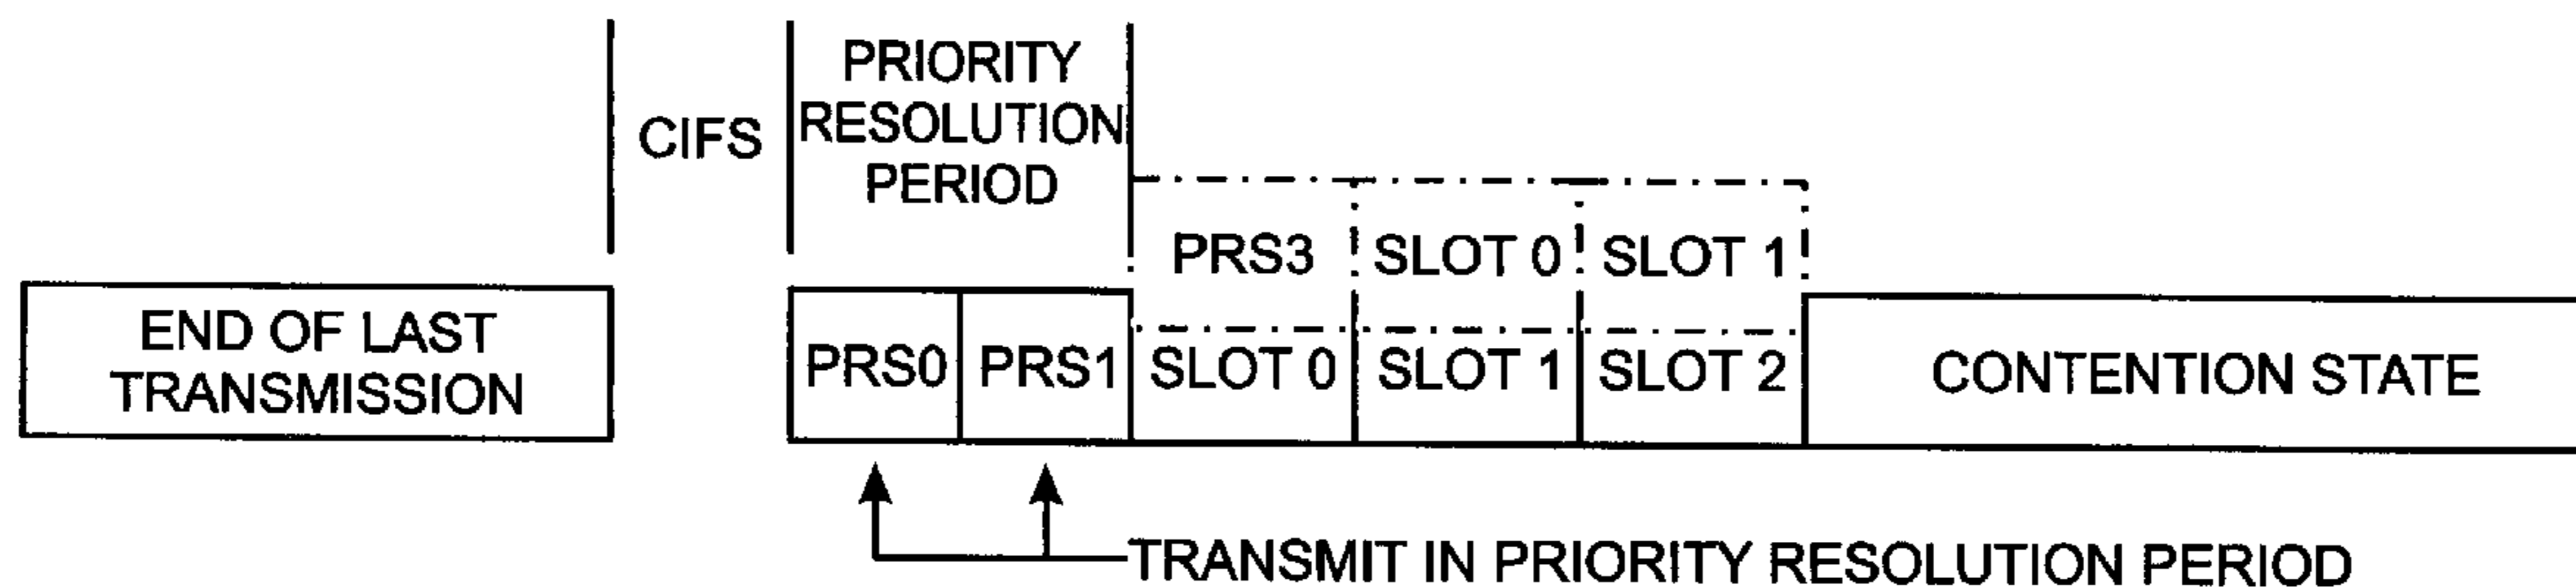 PRIORITY
RESOLUTION
PERIOD
CIFS
PRS3 SLOT 0 SLOT 1
END OF LAST
TRANSMISSION
PRS0 PRS1 SLOT 0 SLOT 1 SLOT 2 CONTENTION STATE
TRANSMIT IN PRIORITY RESOLUTION PERIOD